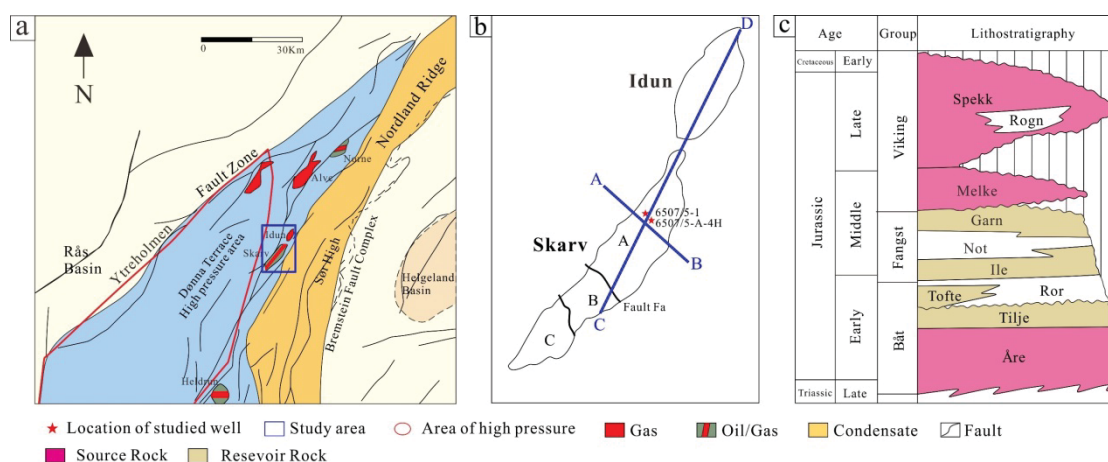 a
0
30Km
N
Nordland Ridge
Norne
Alve
Ytreholmen Fault Zone
Rås
Basin
Idun
Skarv
Dønna Terrace
High pressure area
Sør High
Bremstein Fault Complex
Helgeland
Basin
Heidrun
b
D
Idun
A
6507/5-1
6507/5-A-4H
Skarv
A
B
B
Fault Fa
C
C
c
Age
Group
Lithostratigraphy
Cretaceous
Early
Jurassic
Late
Middle
Early
Triassic
Late
Viking
Fangst
Båt
Spekk
Rogn
Melke
Garn
Not
Ile
Tofte
Ror
Tilje
Åre
Location of studied well
Study area
Area of high pressure
Gas
Oil/Gas
Condensate
Fault
Source Rock
Resevoir Rock